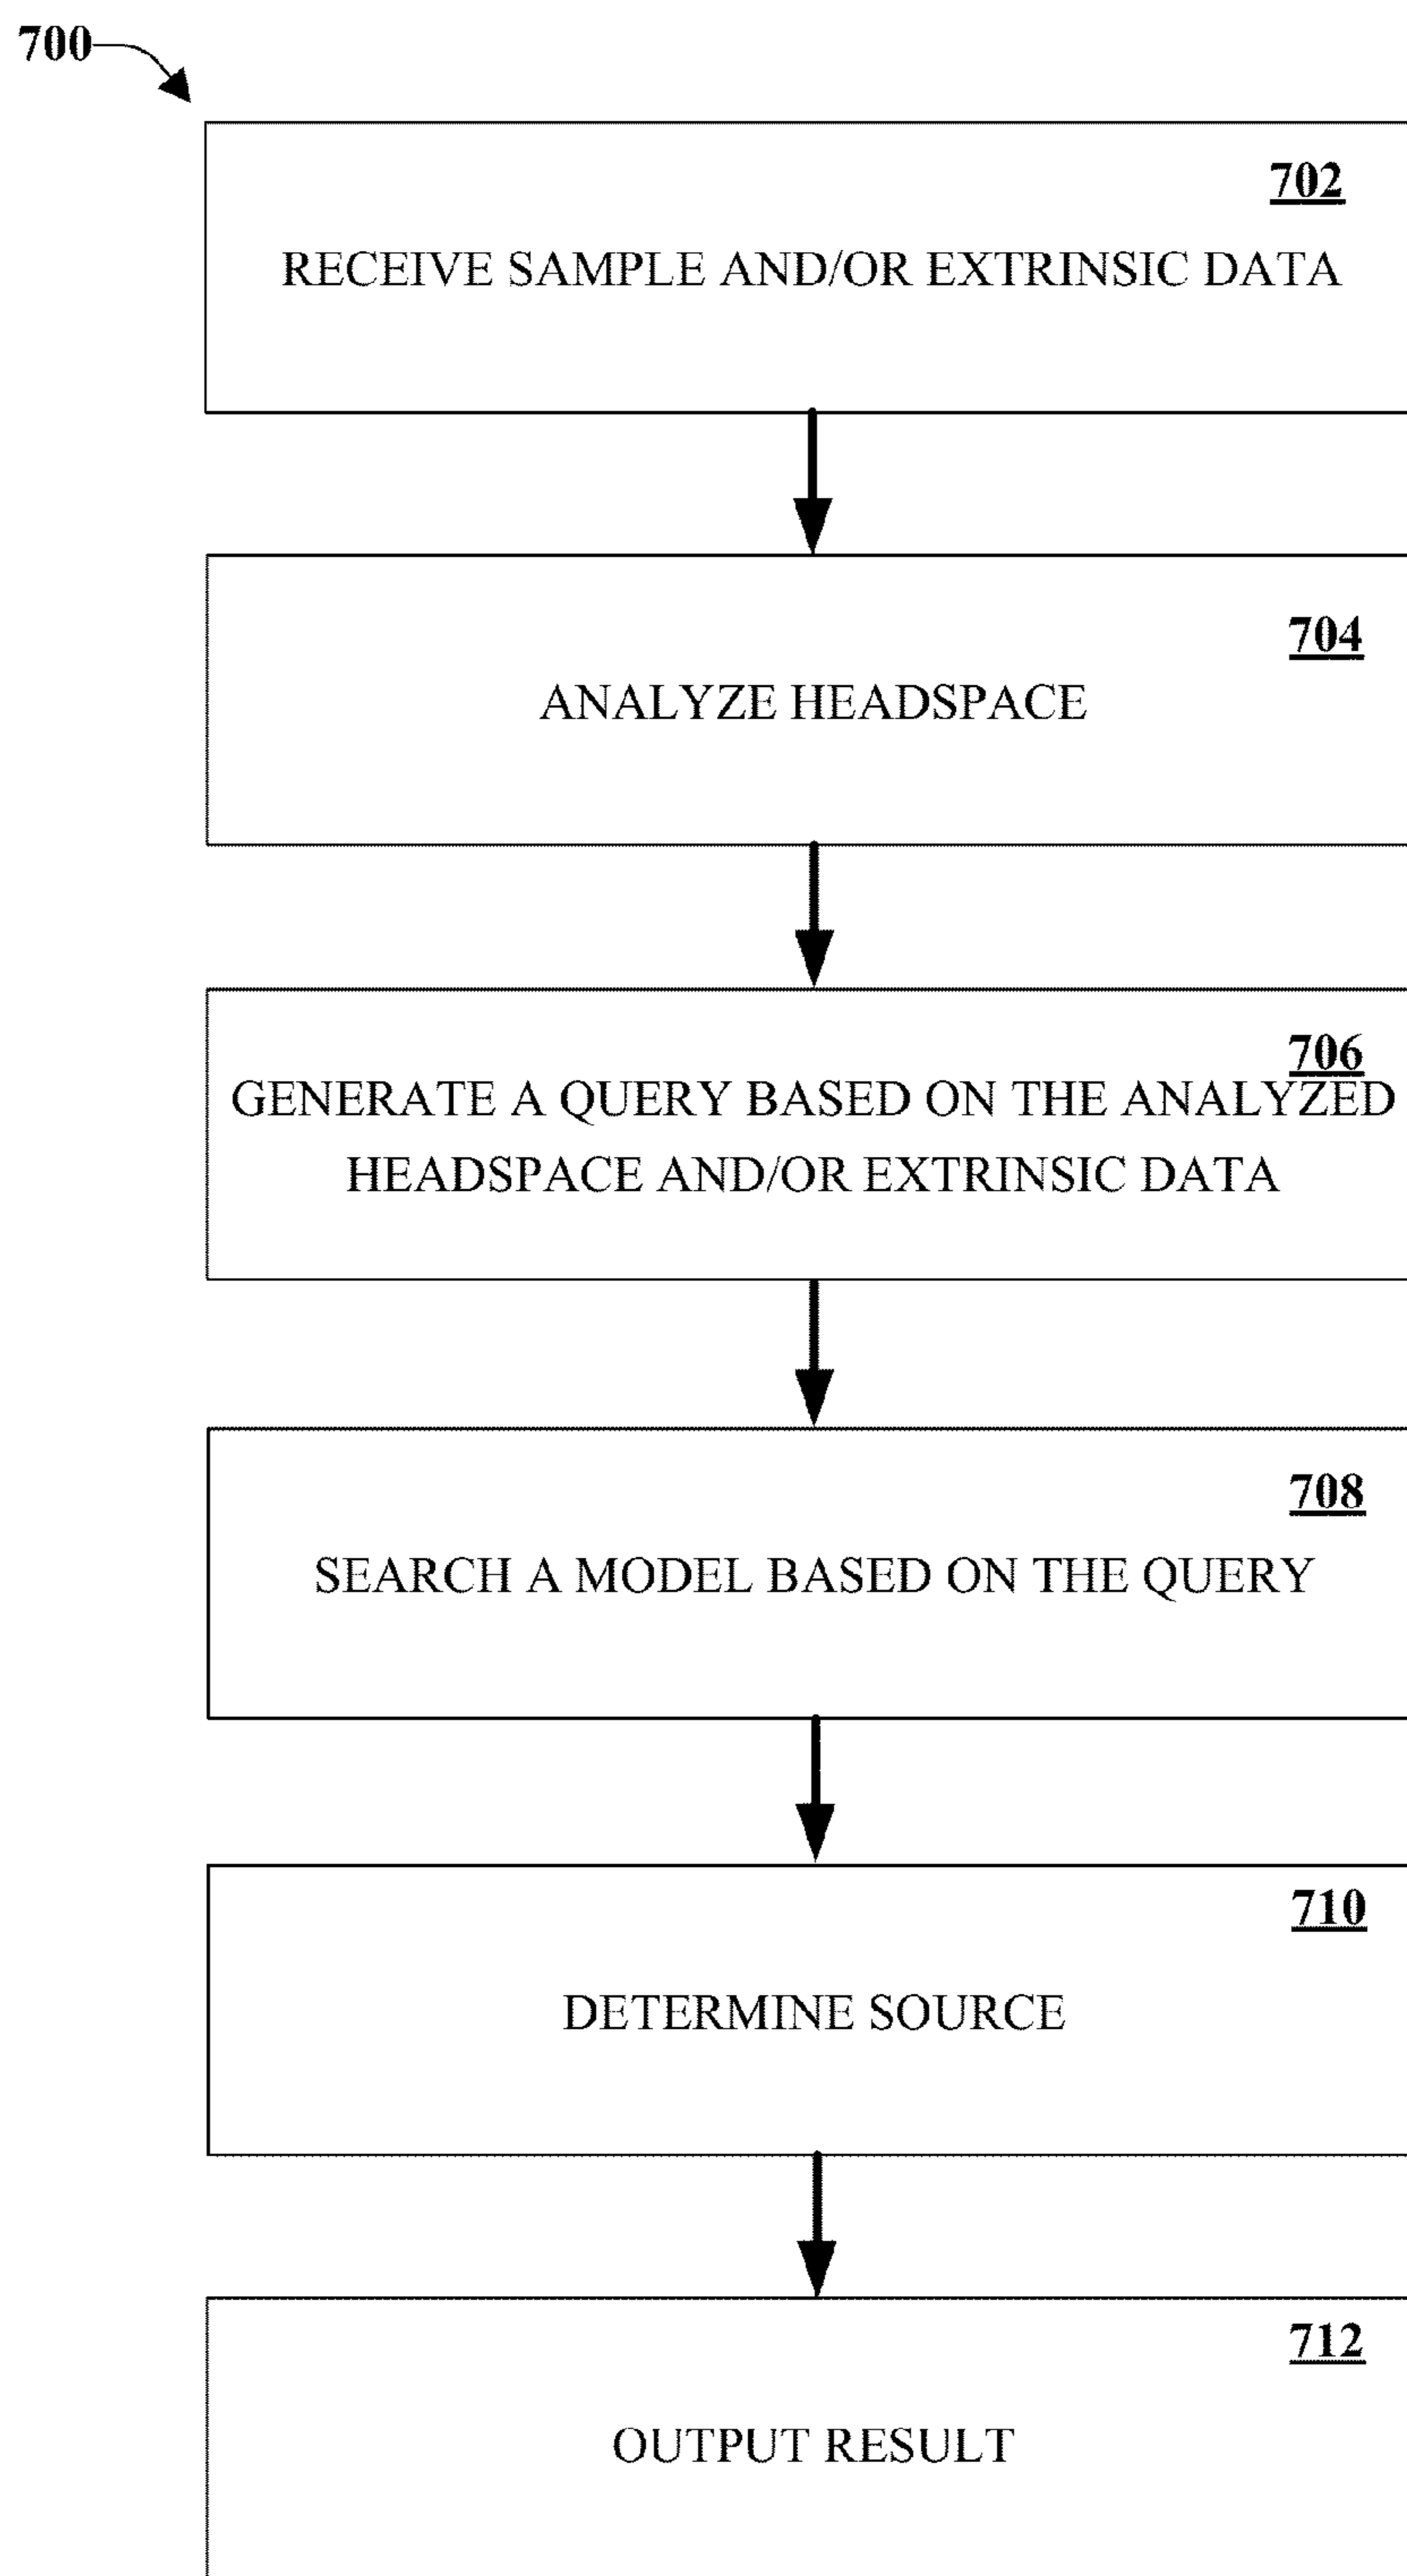 700
702
RECEIVE SAMPLE AND/OR EXTRINSIC DATA
704
ANALYZE HEADSPACE
706
GENERATE A QUERY BASED ON THE ANALYZED
HEADSPACE AND/OR EXTRINSIC DATA
708
SEARCH A MODEL BASED ON THE QUERY
710
DETERMINE SOURCE
712
OUTPUT RESULT